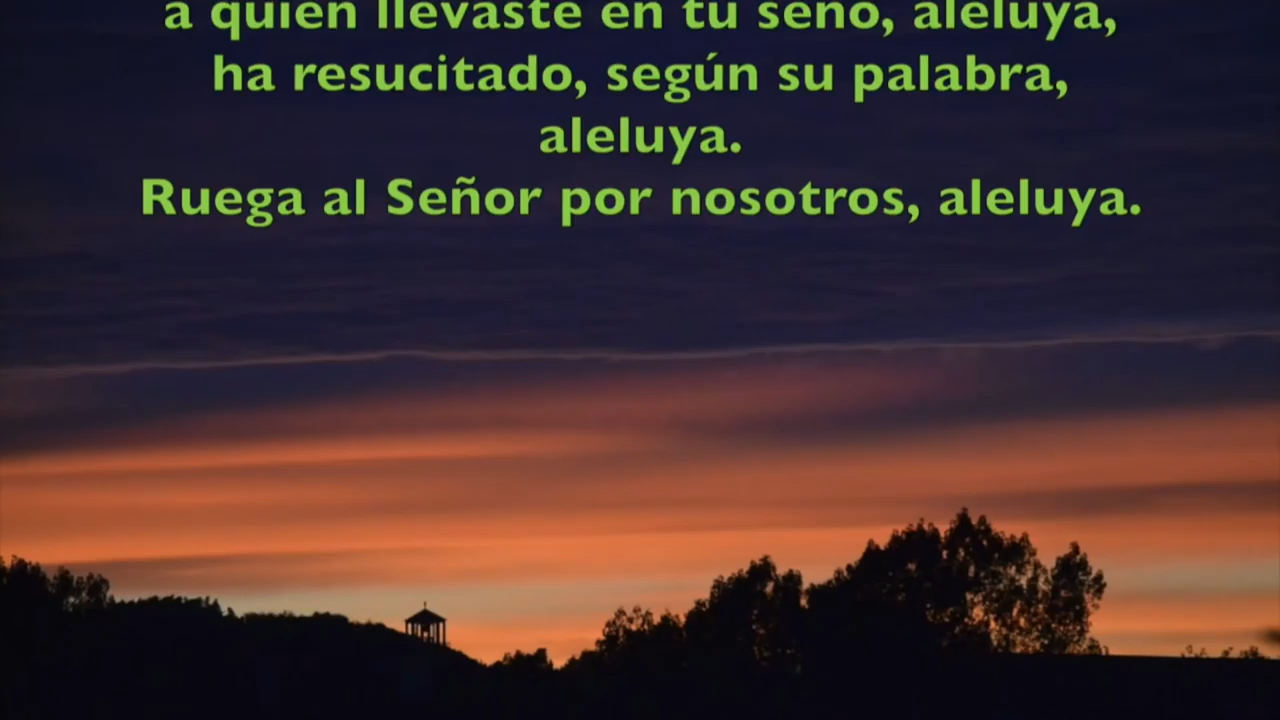 a quien llevaste en tu seno, aleluya,
ha resucitado, según su palabra,
aleluya.
Ruega al Señor por nosotros, aleluya.